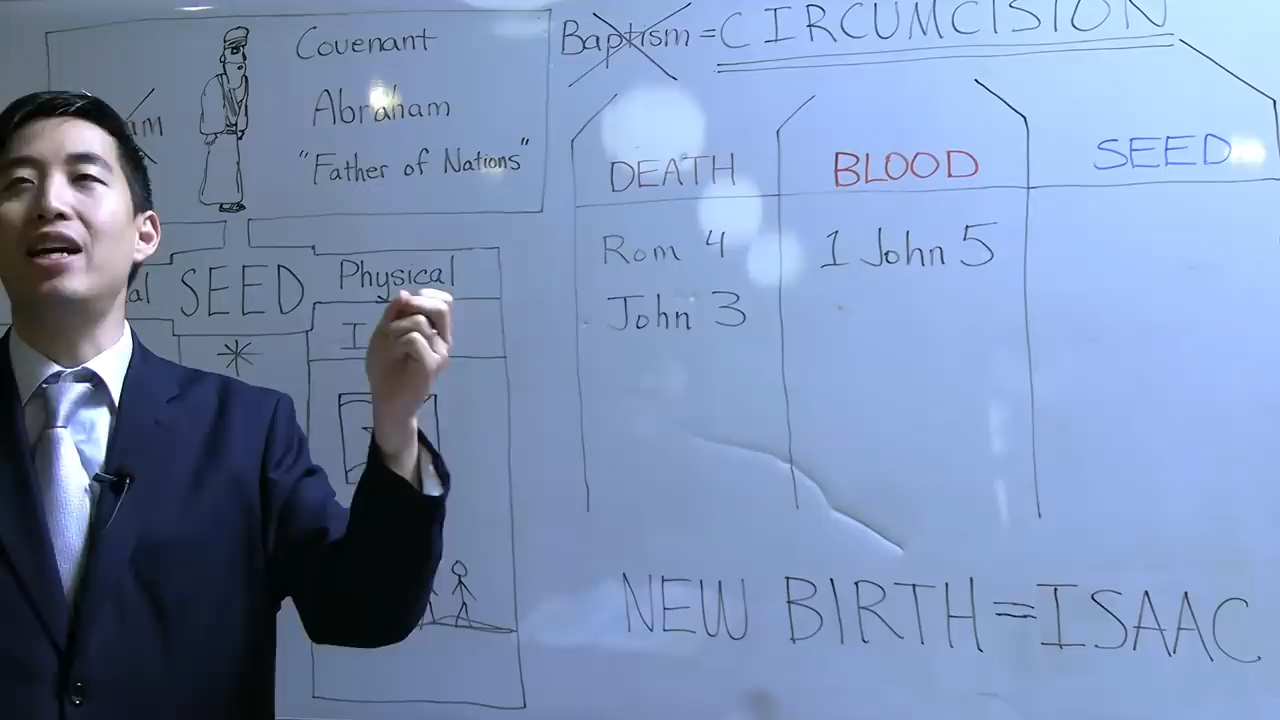 Covenant
Abraham
"Father of Nations"
SEED
Physical
Baptism = CIRCUMCISION
DEATH
BLOOD
SEED
Rom 4
1 John 5
John 3
NEW BIRTH = ISAAC